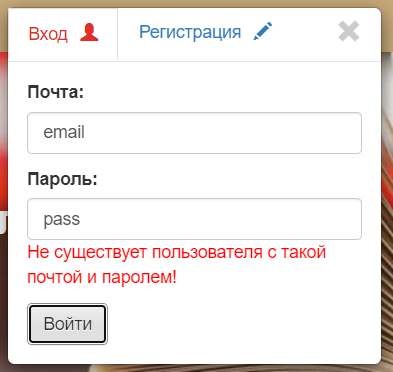 Вход Регистрация
Почта:
email
Пароль:
pass
Не существует пользователя с такой
почтой и паролем!
Войти